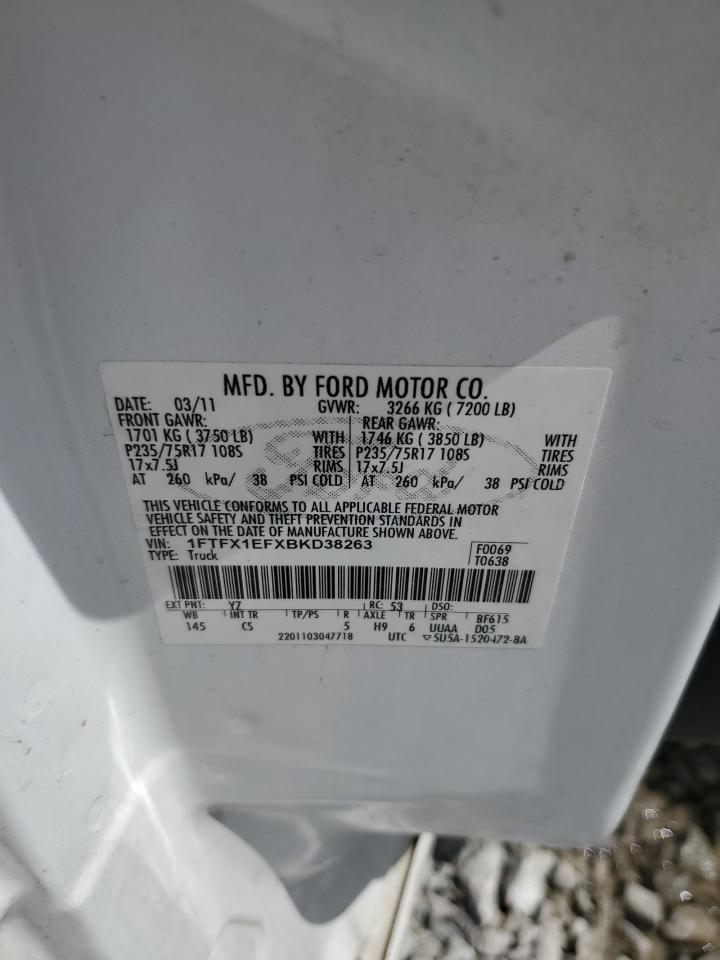 MFD. BY FORD MOTOR CO.
DATE: 03/11 GVWR: 3266 KG ( 7200 LB)
FRONT GAWR: REAR GAWR:
1701 KG ( 3750 LB) WITH 1746 KG ( 3850 LB) WITH
P235/75R17 108S TIRES P235/75R17 108S TIRES
17x7.5J RIMS 17x7.5J RIMS
AT 260 kPa/ 38 PSI COLD AT 260 kPa/ 38 PSI COLD
THIS VEHICLE CONFORMS TO ALL APPLICABLE FEDERAL MOTOR
VEHICLE SAFETY AND THEFT PREVENTION STANDARDS IN
EFFECT ON THE DATE OF MANUFACTURE SHOWN ABOVE.
VIN: 1FTFX1EFXBKD38263 F0069
TYPE: Truck T0638
EXT PNT: YZ RC: 53 DSO:
WB INT TR TP/PS R AXLE TR SPR BF615
145 CS 5 H9 6 UUAA D05
2201103047718 UTC ▽5U5A-1520472-BA
Ford